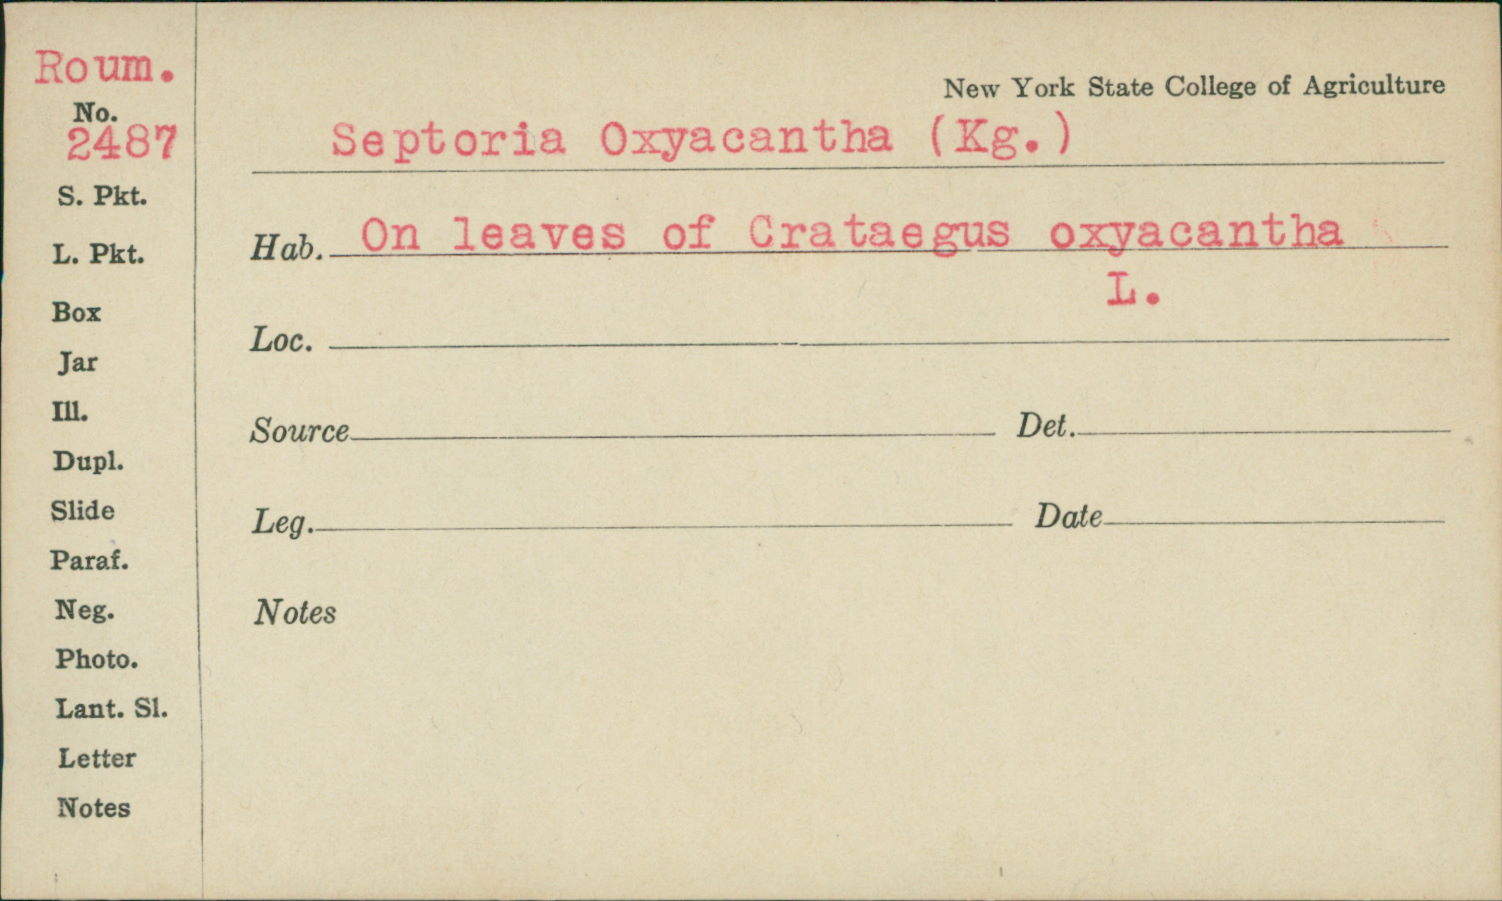 Roum.
No.
2487
S. Pkt.
L. Pkt.
Box
Jar
Ill.
Dupl.
Slide
Paraf.
Neg.
Photo.
Lant. Sl.
Letter
Notes
New York State College of Agriculture
Septoria Oxyacantha (Kg.)
Hab. On leaves of Crataegus oxyacantha
L.
Loc.
Source Det.
Leg. Date
Notes